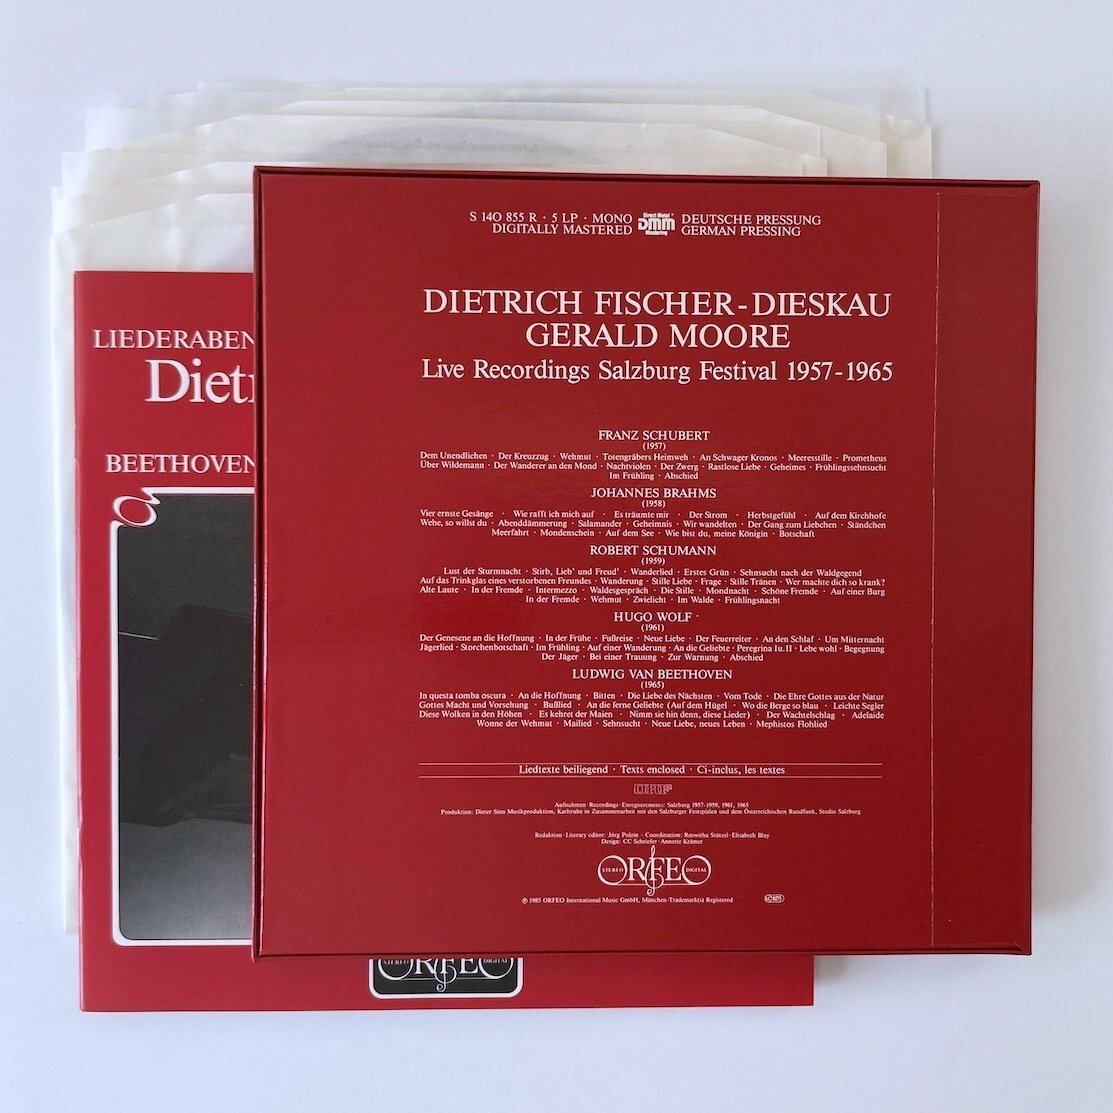 S 140 855 R · 5 LP · MONO
DIGITALLY MASTERED
Direct Metal
DMM
Mastering
DEUTSCHE PRESSUNG
GERMAN PRESSING
DIETRICH FISCHER-DIESKAU
GERALD MOORE
Live Recordings Salzburg Festival 1957-1965
FRANZ SCHUBERT
(1957)
Dem Unendlichen · Der Kreuzzug · Wehmut · Totengräbers Heimweh · An Schwager Kronos · Meeresstille · Prometheus
Über Wildemann · Der Wanderer an den Mond · Nachtviolen · Der Zwerg · Rastlose Liebe · Geheimes · Frühlingssehnsucht
Im Frühling · Abschied
JOHANNES BRAHMS
(1958)
Vier ernste Gesänge · Wie rafft ich mich auf · Es träumte mir · Der Strom · Herbstgefühl · Auf dem Kirchhofe
Wehe, so willst du · Abenddämmerung · Salamander · Geheimnis · Wir wandelten · Der Gang zum Liebchen · Ständchen
Meerfahrt · Mondenschein · Auf dem See · Wie bist du, meine Königin · Botschaft
ROBERT SCHUMANN
(1959)
Lust der Sturmnacht · Stirb, Lieb' und Freud' · Wanderlied · Erstes Grün · Sehnsucht nach der Waldgegend
Auf das Trinkglas eines verstorbenen Freundes · Wanderung · Stille Liebe · Frage · Stille Tränen · Wer machte dich so krank?
Alte Laute · In der Fremde · Intermezzo · Waldesgespräch · Die Stille · Mondnacht · Schöne Fremde · Auf einer Burg
In der Fremde · Wehmut · Zwielicht · Im Walde · Frühlingsnacht
HUGO WOLF
(1961)
Der Genesene an die Hoffnung · In der Frühe · Fußreise · Neue Liebe · Der Feuerreiter · An den Schlaf · Um Mitternacht
Jägerlied · Storchenbotschaft · Im Frühling · Auf einer Wanderung · An die Geliebte · Peregrina I u. II · Lebe wohl · Begegnung
Der Jäger · Bei einer Trauung · Zur Warnung · Abschied
LUDWIG VAN BEETHOVEN
(1965)
In questa tomba oscura · An die Hoffnung · Bitten · Die Liebe des Nächsten · Vom Tode · Die Ehre Gottes aus der Natur
Gottes Macht und Vorsehung · Bußlied · An die ferne Geliebte (Auf dem Hügel · Wo die Berge so blau · Leichte Segler
Diese Wolken in den Höhen · Es kehret der Maien · Nimm sie hin denn, diese Lieder) · Der Wachtelschlag · Adelaide
Wonne der Wehmut · Mailied · Sehnsucht · Neue Liebe, neues Leben · Mephistos Flohlied
Liedtexte beiliegend · Texts enclosed · Ci-inclus, les textes
ORF
Aufnahmen · Recordings · Enregistrements: Salzburg 1957-1959, 1961, 1965
Produktion: Dieter Sinn Musikproduktion, Karlsruhe in Zusammenarbeit mit den Salzburger Festspielen und dem Österreichischen Rundfunk, Studio Salzburg
Redaktion · Literary editor: Jörg Polzin · Coordination: Roswitha Stützel · Elisabeth Blay
Design: CC Schriefer · Annette Krämer
STEREO ORFEO DIGITAL
℗ 1985 ORFEO International Music GmbH, München-Trademark(s) Registered
LIEDERABEN
Diet
BEETHOVEN
STEREO ORFEO DIGITAL